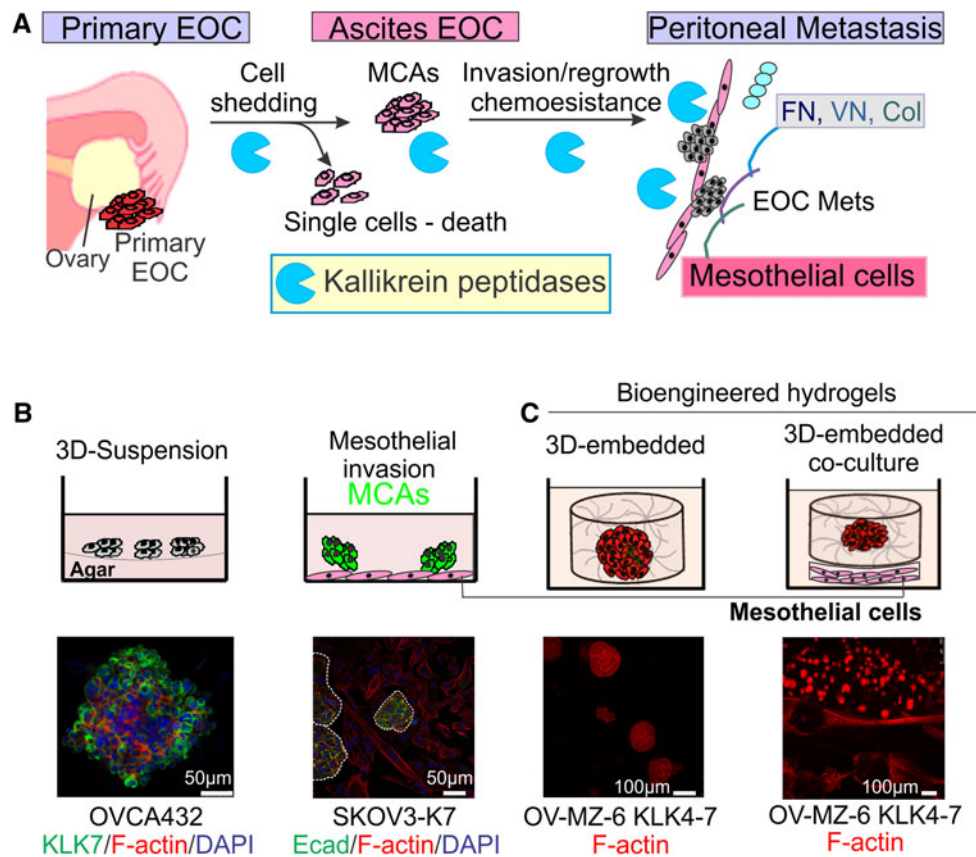 A
Primary EOC
Ascites EOC
Peritoneal Metastasis
Cell
shedding
MCAs
Invasion/regrowth
chemoesistance
FN, VN, Col
Single cells - death
EOC Mets
Ovary
Primary
EOC
Kallikrein peptidases
Mesothelial cells
B
C
Bioengineered hydrogels
3D-Suspension
Mesothelial
invasion
MCAs
3D-embedded
3D-embedded
co-culture
Agar
Mesothelial cells
50µm
50µm
100µm
100µm
OVCA432
KLK7/F-actin/DAPI
SKOV3-K7
Ecad/F-actin/DAPI
OV-MZ-6 KLK4-7
F-actin
OV-MZ-6 KLK4-7
F-actin